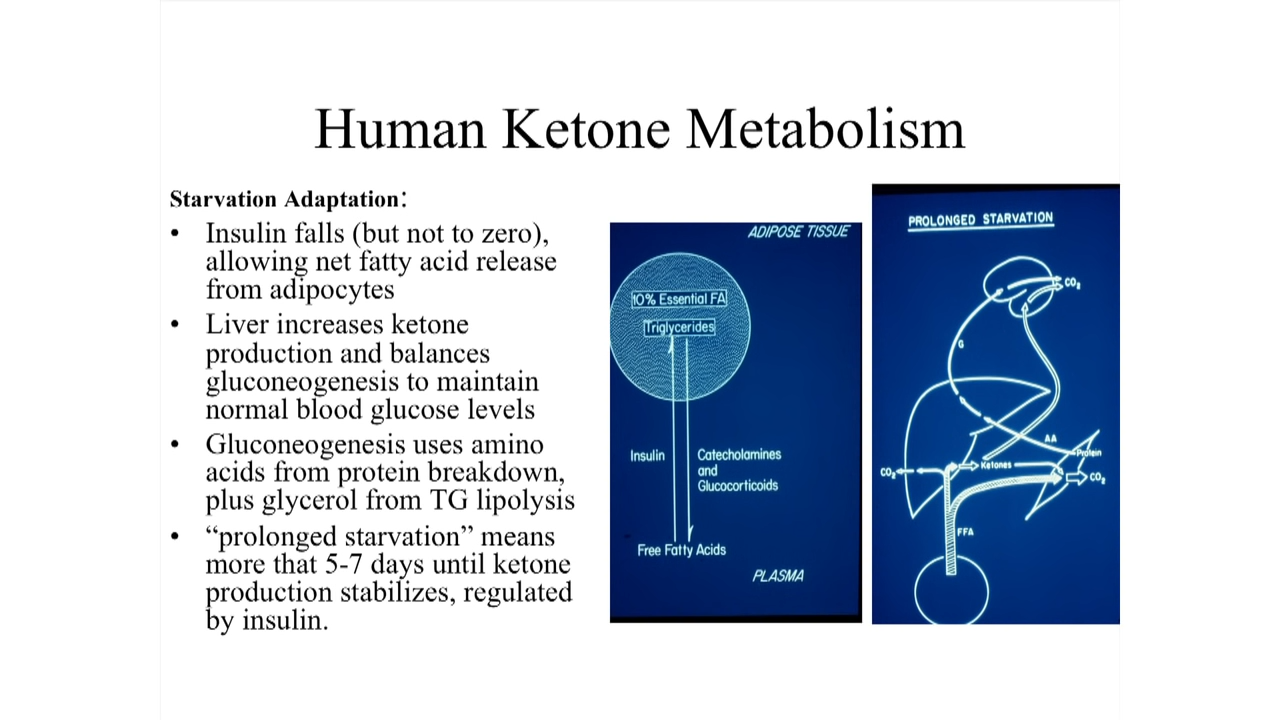 Human Ketone Metabolism
Starvation Adaptation:
• Insulin falls (but not to zero),
allowing net fatty acid release
from adipocytes
• Liver increases ketone
production and balances
gluconeogenesis to maintain
normal blood glucose levels
• Gluconeogenesis uses amino
acids from protein breakdown,
plus glycerol from TG lipolysis
• “prolonged starvation” means
more that 5-7 days until ketone
production stabilizes, regulated
by insulin.
ADIPOSE TISSUE
10% Essential FA
Triglycerides
Insulin
Catecholamines
and
Glucocorticoids
Free Fatty Acids
PLASMA
PROLONGED STARVATION
CO₂
G
AA
Protein
CO₂
Ketones
CO₂
FFA